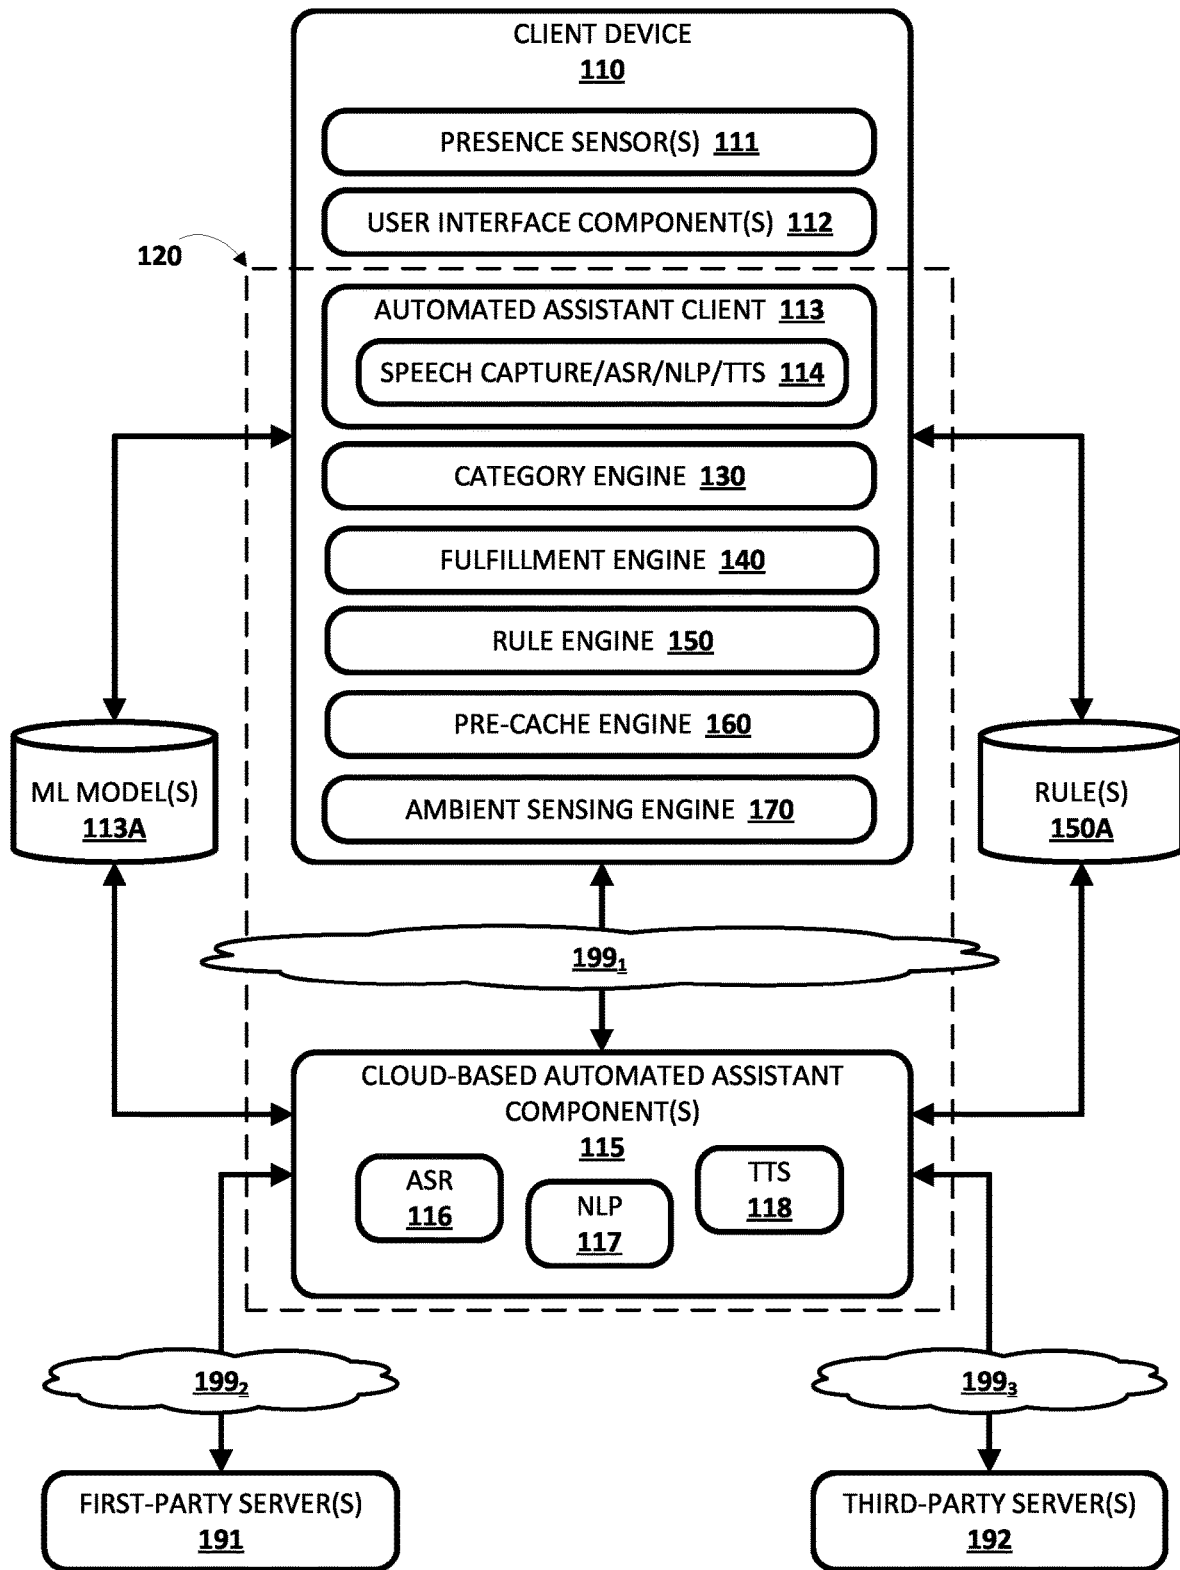 CLIENT DEVICE
110
PRESENCE SENSOR(S) 111
USER INTERFACE COMPONENT(S) 112
120
AUTOMATED ASSISTANT CLIENT 113
SPEECH CAPTURE/ASR/NLP/TTS 114
CATEGORY ENGINE 130
FULFILLMENT ENGINE 140
RULE ENGINE 150
PRE-CACHE ENGINE 160
ML MODEL(S)
113A
RULE(S)
150A
AMBIENT SENSING ENGINE 170
199₁
CLOUD-BASED AUTOMATED ASSISTANT
COMPONENT(S)
115
ASR
116
NLP
117
TTS
118
199₂
199₃
FIRST-PARTY SERVER(S)
191
THIRD-PARTY SERVER(S)
192